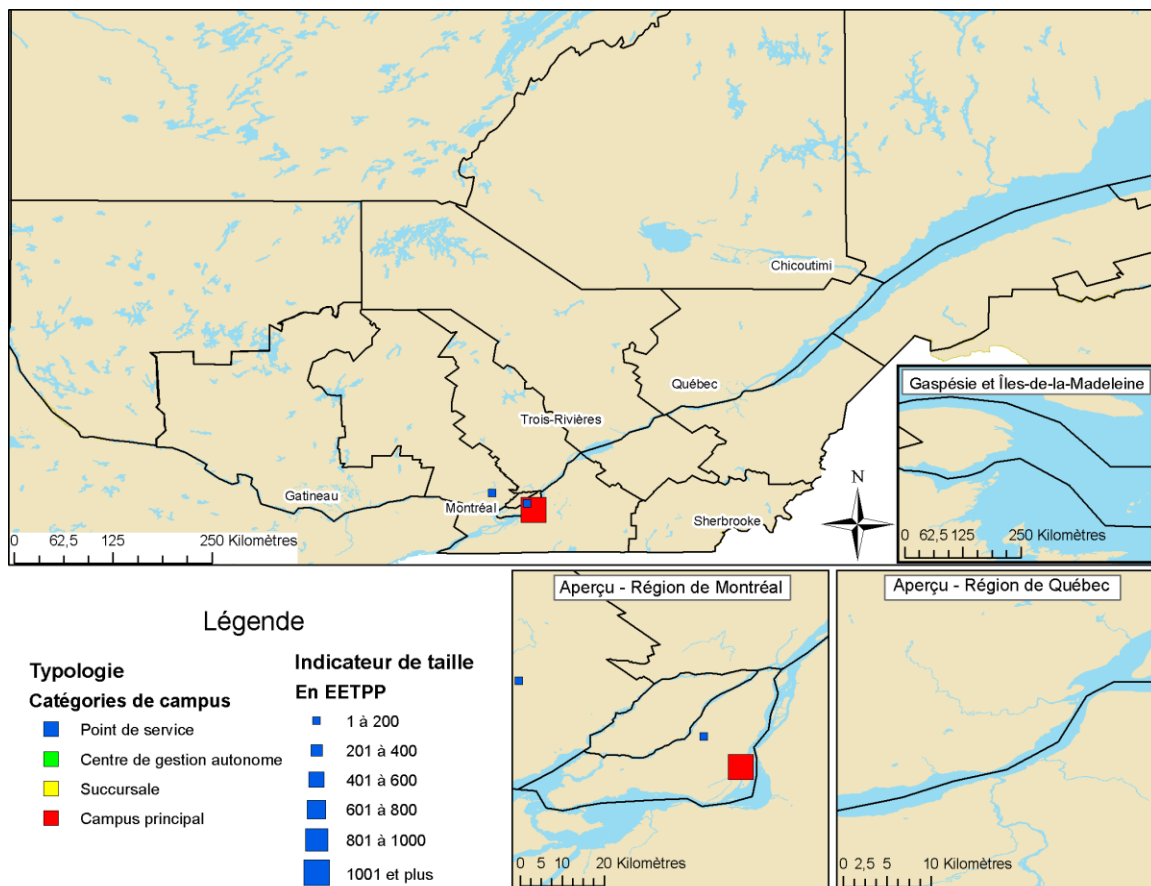 Chicoutimi
Québec
Trois-Rivières
Gatineau
Montréal
Sherbrooke
N
0 62,5 125 250 Kilomètres
Gaspésie et Îles-de-la-Madeleine
0 62,5 125 250 Kilomètres
Légende
Typologie
Catégories de campus
Point de service
Centre de gestion autonome
Succursale
Campus principal
Indicateur de taille
En EETPP
1 à 200
201 à 400
401 à 600
601 à 800
801 à 1000
1001 et plus
Aperçu - Région de Montréal
0 5 10 20 Kilomètres
Aperçu - Région de Québec
0 2,5 5 10 Kilomètres